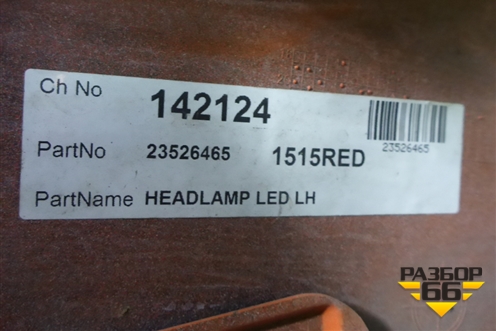 Ch No 142124
PartNo 23526465 1515RED
23526465
PartName HEADLAMP LED LH
РАЗБОР
66